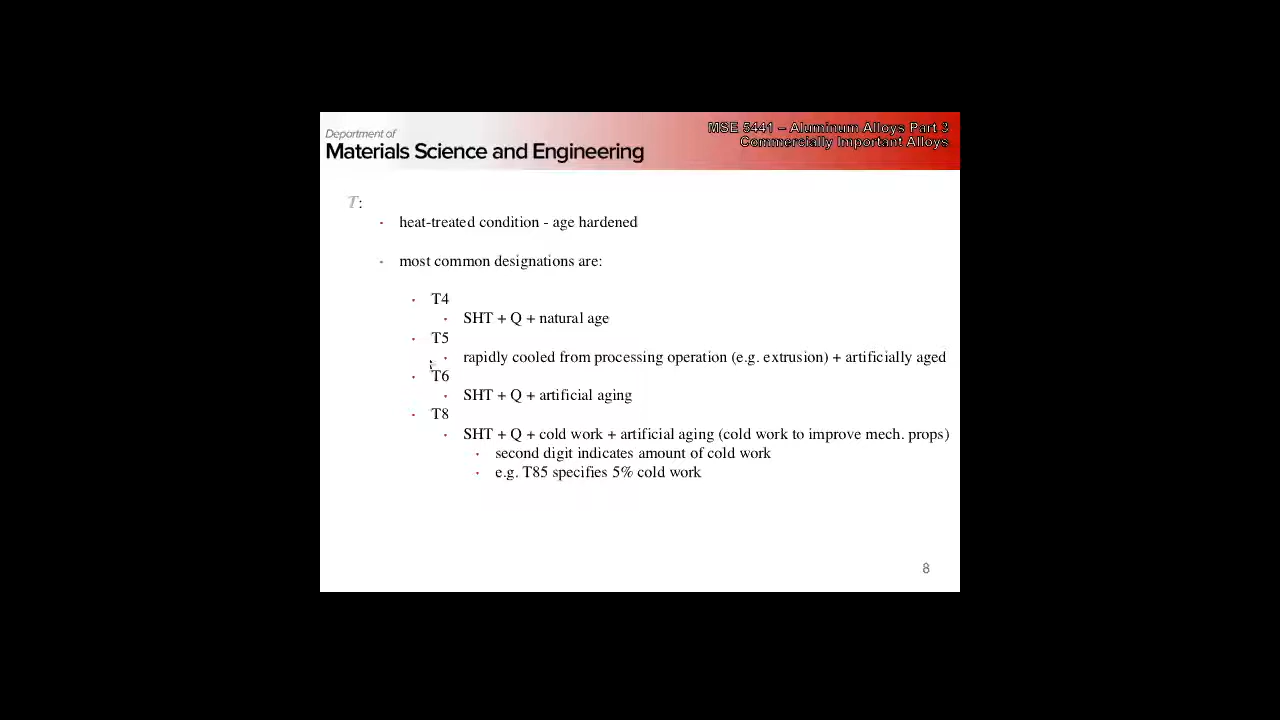 Department of
Materials Science and Engineering
MSE 5441 – Aluminum Alloys Part 3
Commercially Important Alloys
T:
heat-treated condition - age hardened
most common designations are:
T4
SHT + Q + natural age
T5
rapidly cooled from processing operation (e.g. extrusion) + artificially aged
T6
SHT + Q + artificial aging
T8
SHT + Q + cold work + artificial aging (cold work to improve mech. props)
second digit indicates amount of cold work
e.g. T85 specifies 5% cold work
8